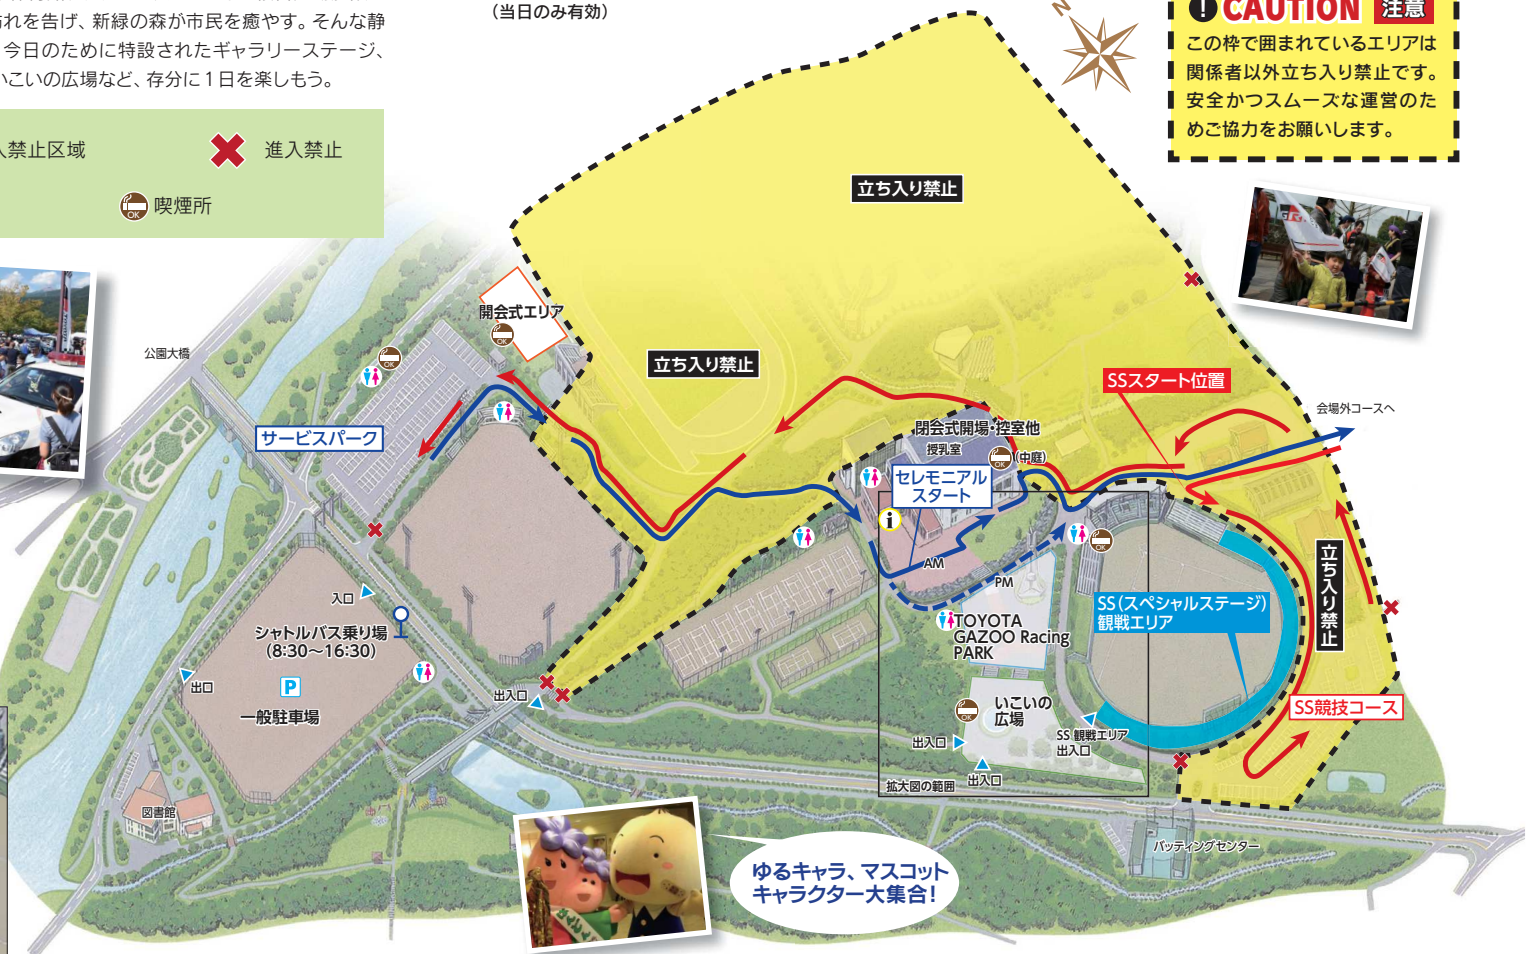 訪れを告げ、新緑の森が市民を癒やす。そんな静
今日のために特設されたギャラリーステージ、
いこいの広場など、存分に1日を楽しもう。
(当日のみ有効)
入禁止区域
進入禁止
OK 喫煙所
N
! CAUTION 注意
この枠で囲まれているエリアは
関係者以外立ち入り禁止です。
安全かつスムーズな運営のた
めご協力をお願いします。
立ち入り禁止
開会式エリア
OK
公園大橋
OK
立ち入り禁止
SSスタート位置
会場外コースへ
サービスパーク
閉会式開場・控室他
授乳室
OK
(中庭)
セレモニアル
スタート
i
OK
AM
PM
立ち入り禁止
SS(スペシャルステージ)
観戦エリア
入口
シャトルバス乗り場
(8:30〜16:30)
TOYOTA
GAZOO Racing
PARK
出口
P
一般駐車場
出入口
OK
いこいの
広場
SS競技コース
SS 観戦エリア
出入口
出入口
出入口
拡大図の範囲
図書館
バッティングセンター
ゆるキャラ、マスコット
キャラクター大集合!